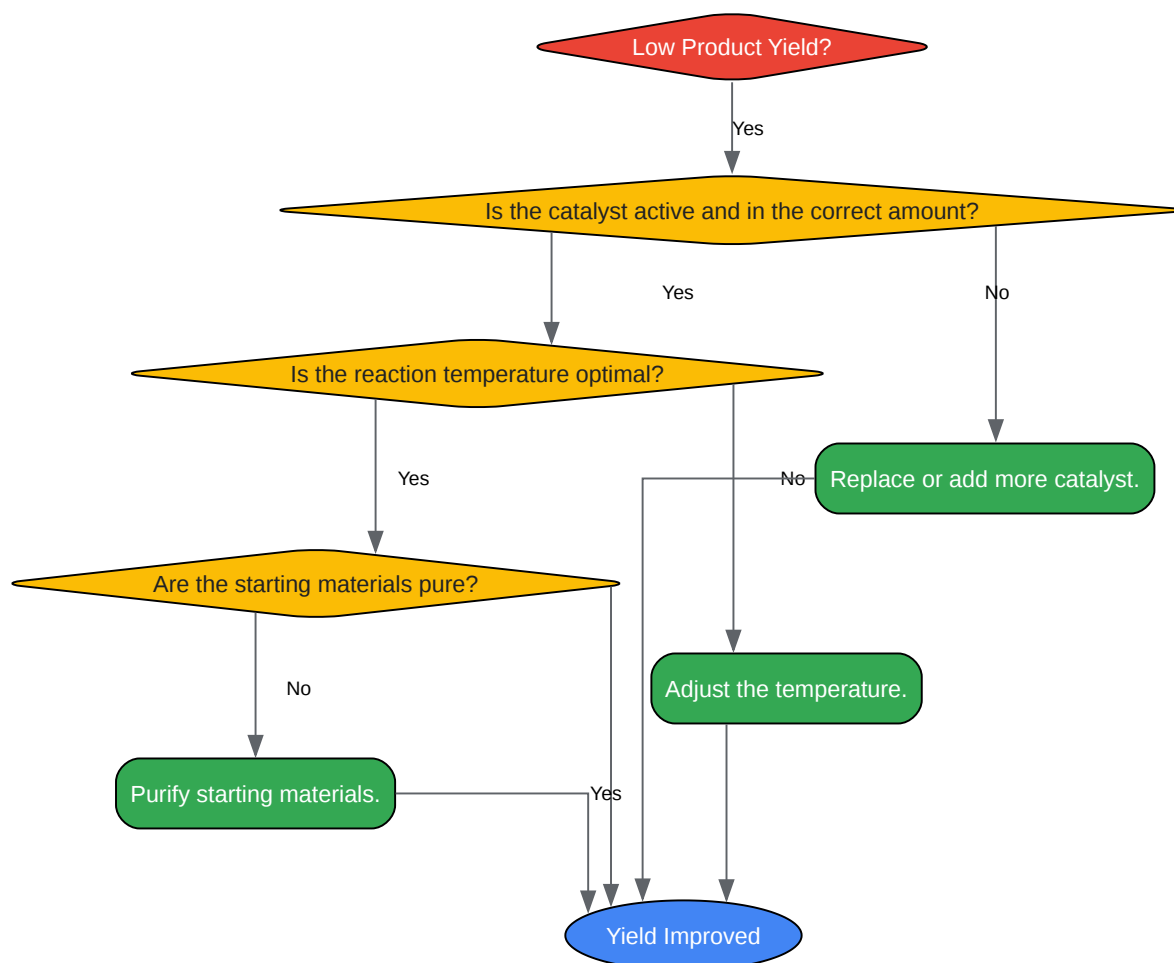 Low Product Yield?
Yes
Is the catalyst active and in the correct amount?
Yes
No
Is the reaction temperature optimal?
Yes
No
Replace or add more catalyst.
Are the starting materials pure?
No
Adjust the temperature.
Purify starting materials.
Yes
Yield Improved